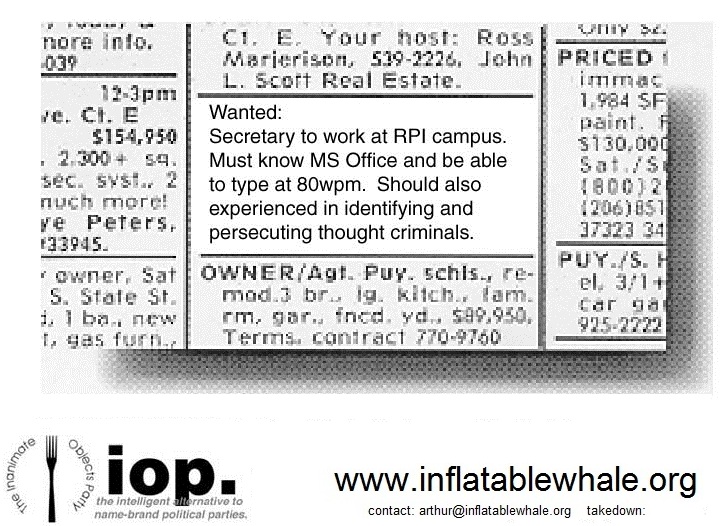 more info.
039
12-3pm
ve. Ct. E
$154,950
. 2,300+ sq.
sec. syst., 2
much more!
ye Peters,
#33945.
owner, Sat
S. State St.
, 1 ba., new
t, gas furn.,
Ct. E. Your host: Ross
Marjerison, 539-2226, John
L. Scott Real Estate.
Wanted:
Secretary to work at RPI campus.
Must know MS Office and be able
to type at 80wpm. Should also
experienced in identifying and
persecuting thought criminals.
OWNER/Agt. Puy. schls., re-
mod.3 br., lg. kitch., fam.
rm, gar., fncd. yd., $89,950,
Terms, contract 770-9760
Only $2.
PRICED
immac
1,984 SF
paint. F
$130,000
Sat./S
(800)2
(206)851
37323 34
PUY./S. H
el, 3/1+
car ga
925-2222
The Inanimate Objects Party
iop.
the intelligent alternative to
name-brand political parties.
www.inflatablewhale.org
contact: arthur@inflatablewhale.org takedown: